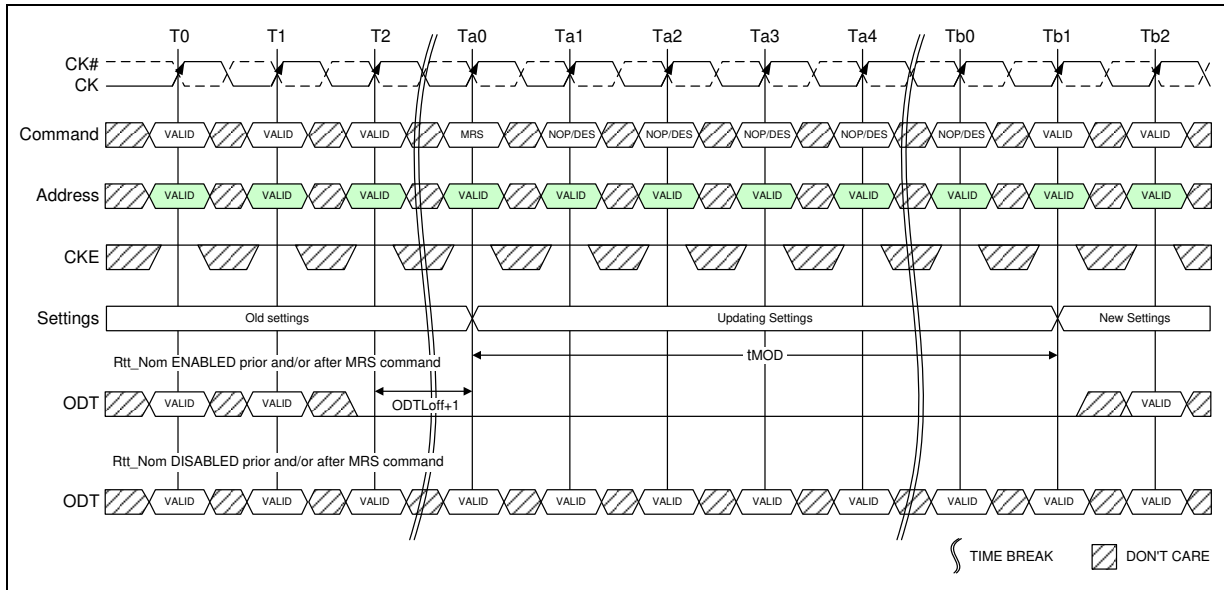 T0 T1 T2 Ta0 Ta1 Ta2 Ta3 Ta4 Tb0 Tb1 Tb2
CK#
CK
Command VALID VALID VALID MRS NOP/DES NOP/DES NOP/DES NOP/DES NOP/DES VALID VALID
Address VALID VALID VALID VALID VALID VALID VALID VALID VALID VALID VALID
CKE
Settings Old settings Updating Settings New Settings
Rtt_Nom ENABLED prior and/or after MRS command tMOD
ODT VALID VALID ODTLoff+1 VALID
Rtt_Nom DISABLED prior and/or after MRS command
ODT VALID VALID VALID VALID VALID VALID VALID VALID VALID VALID VALID
TIME BREAK DON'T CARE